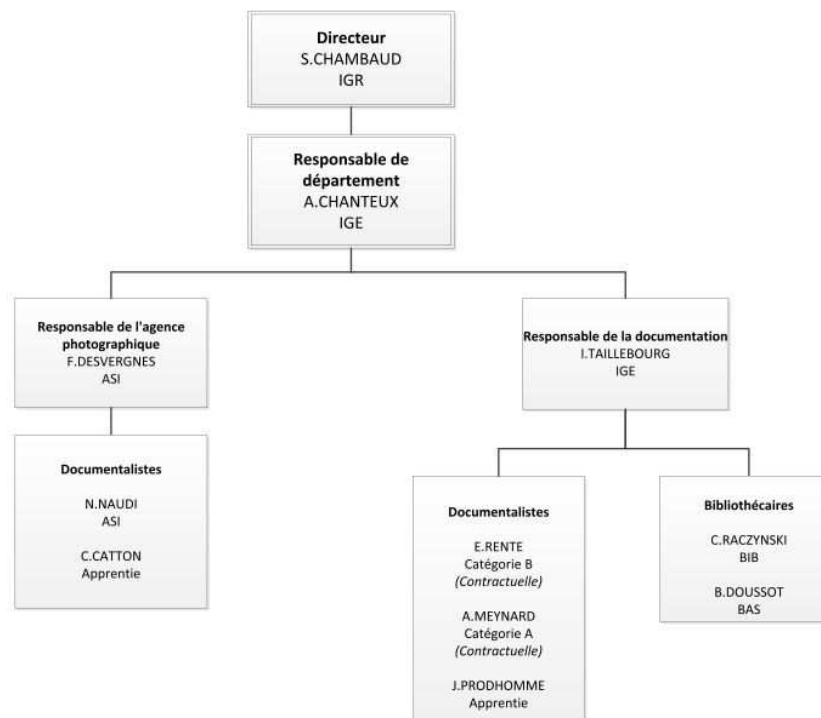 Directeur
S.CHAMBAUD
IGR
Responsable de
département
A.CHANTEUX
IGE
Responsable de l'agence
photographique
F.DESVERGNES
ASI
Responsable de la documentation
I.TAILLEBOURG
IGE
Documentalistes
N.NAUDI
ASI
C.CATTON
Apprentie
Documentalistes
E.RENTE
Catégorie B
(Contractuelle)
A.MEYNARD
Catégorie A
(Contractuelle)
J.PRODHOMME
Apprentie
Bibliothécaires
C.RACZYNSKI
BIB
B.DOUSSOT
BAS